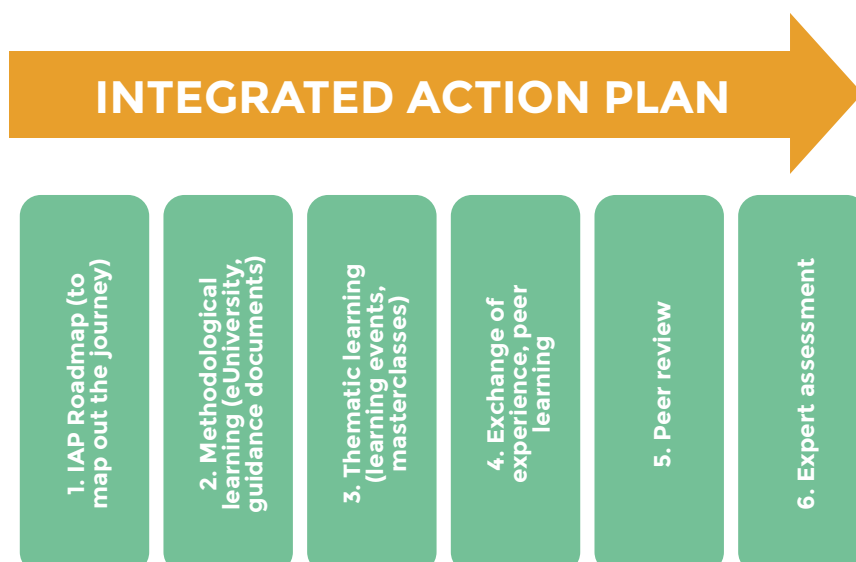 INTEGRATED ACTION PLAN
1. IAP Roadmap (to
map out the journey)
2. Methodological
learning (eUniversity,
guidance documents)
3. Thematic learning
(learning events,
masterclasses)
4. Exchange of
experience, peer
learning
5. Peer review
6. Expert assessment